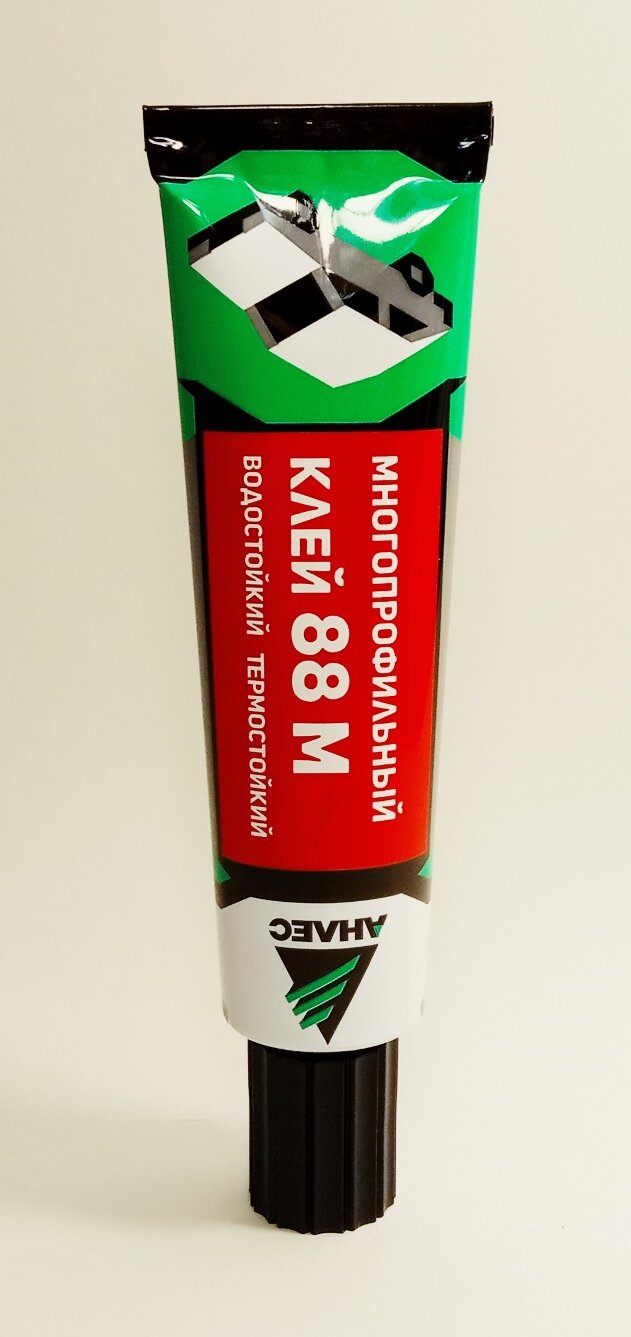 МНОГОПРОФИЛЬНЫЙ
КЛЕЙ 88 М
ВОДОСТОЙКИЙ ТЕРМОСТОЙКИЙ
АНЛЕС